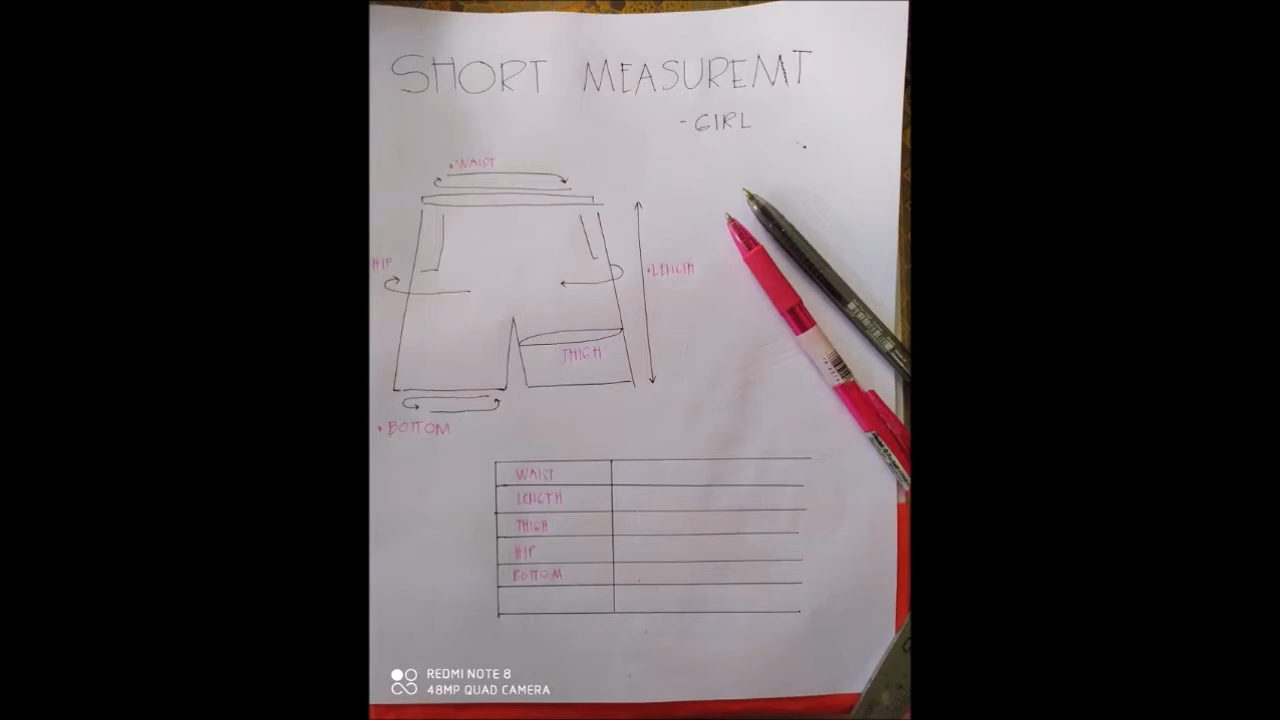 SHORT MEASUREMT
- GIRL
• WAIST
HIP
• LENGTH
THIGH
• BOTTOM
WAIST
LENGTH
THIGH
HIP
BOTTOM
REDMI NOTE 8
48MP QUAD CAMERA